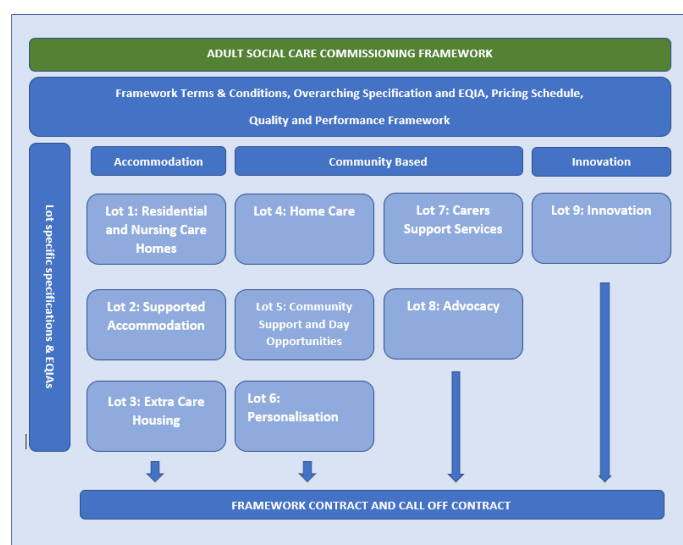 ADULT SOCIAL CARE COMMISSIONING FRAMEWORK
Framework Terms & Conditions, Overarching Specification and EQIA, Pricing Schedule,
Quality and Performance Framework
Lot specific specifications & EQIAs
Accommodation
Community Based
Innovation
Lot 1: Residential
and Nursing Care
Homes
Lot 4: Home Care
Lot 7: Carers
Support Services
Lot 9: Innovation
Lot 2: Supported
Accommodation
Lot 5: Community
Support and Day
Opportunities
Lot 8: Advocacy
Lot 3: Extra Care
Housing
Lot 6:
Personalisation
FRAMEWORK CONTRACT AND CALL OFF CONTRACT